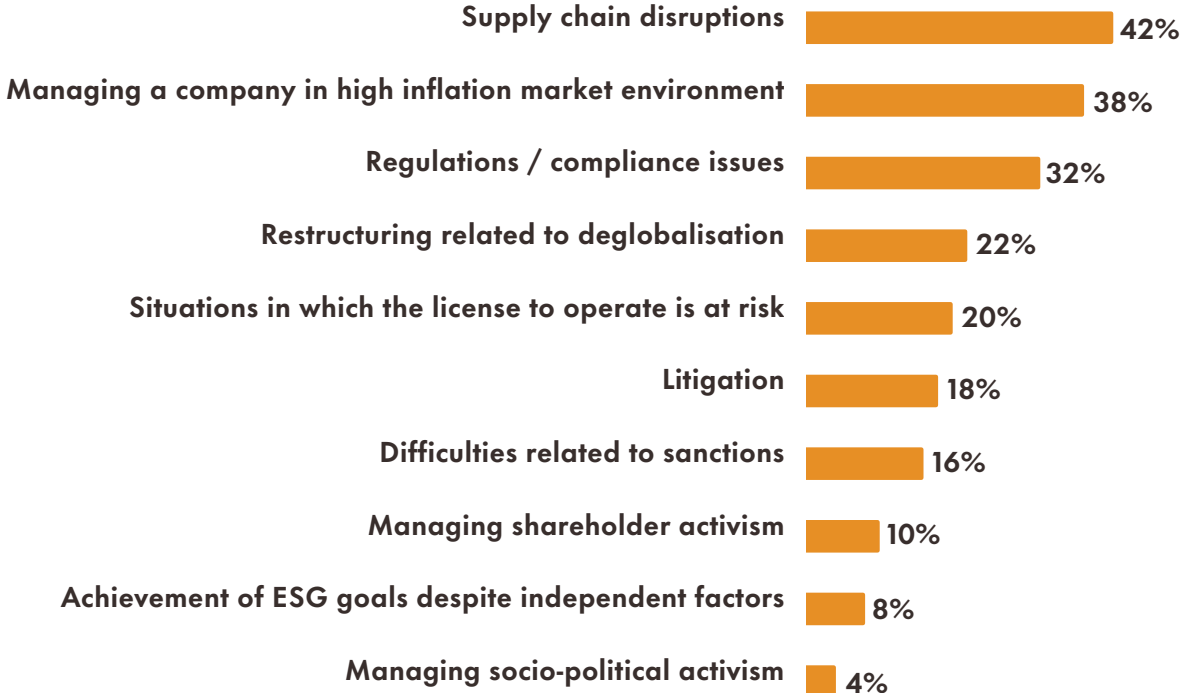 Supply chain disruptions 42%
Managing a company in high inflation market environment 38%
Regulations / compliance issues 32%
Restructuring related to deglobalisation 22%
Situations in which the license to operate is at risk 20%
Litigation 18%
Difficulties related to sanctions 16%
Managing shareholder activism 10%
Achievement of ESG goals despite independent factors 8%
Managing socio-political activism 4%